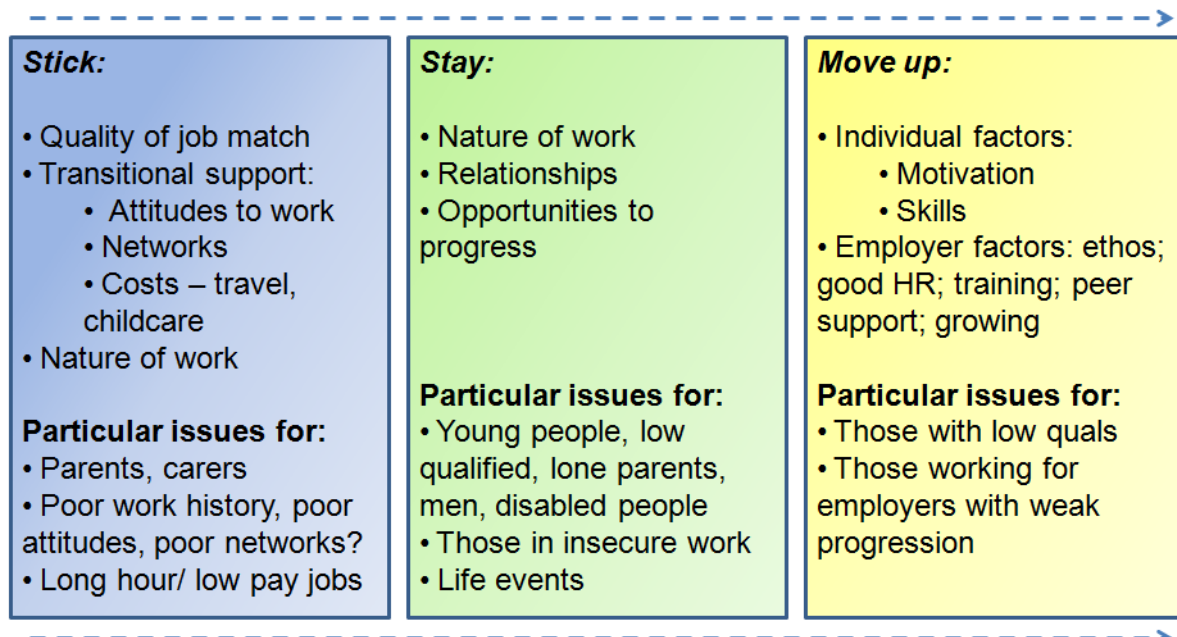 Stick:
• Quality of job match
• Transitional support:
• Attitudes to work
• Networks
• Costs – travel,
childcare
• Nature of work
Particular issues for:
• Parents, carers
• Poor work history, poor
attitudes, poor networks?
• Long hour/ low pay jobs
Stay:
• Nature of work
• Relationships
• Opportunities to
progress
Particular issues for:
• Young people, low
qualified, lone parents,
men, disabled people
• Those in insecure work
• Life events
Move up:
• Individual factors:
• Motivation
• Skills
• Employer factors: ethos;
good HR; training; peer
support; growing
Particular issues for:
• Those with low quals
• Those working for
employers with weak
progression